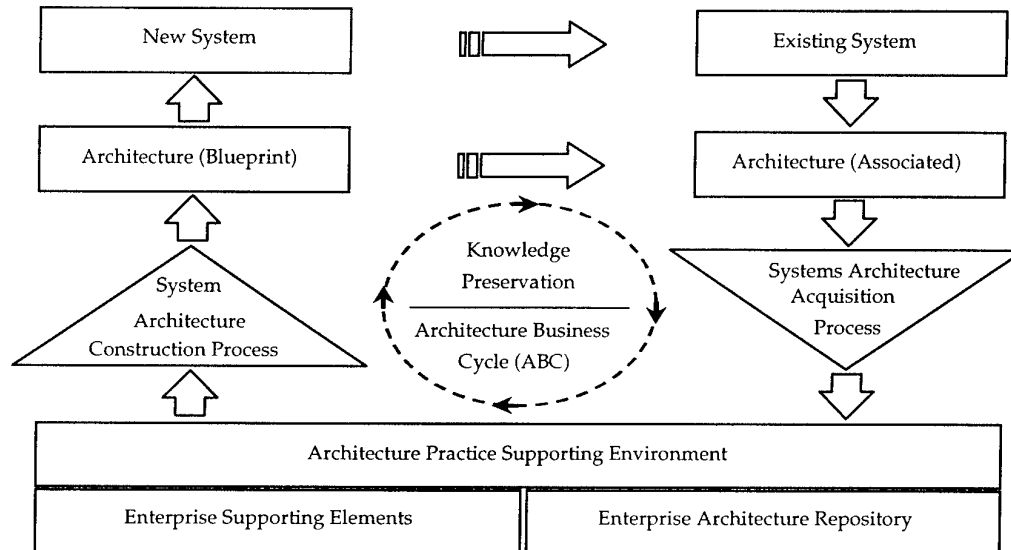 New System
Existing System
Architecture (Blueprint)
Architecture (Associated)
System
Architecture
Construction Process
Knowledge
Preservation
Architecture Business
Cycle (ABC)
Systems Architecture
Acquisition
Process
Architecture Practice Supporting Environment
Enterprise Supporting Elements
Enterprise Architecture Repository